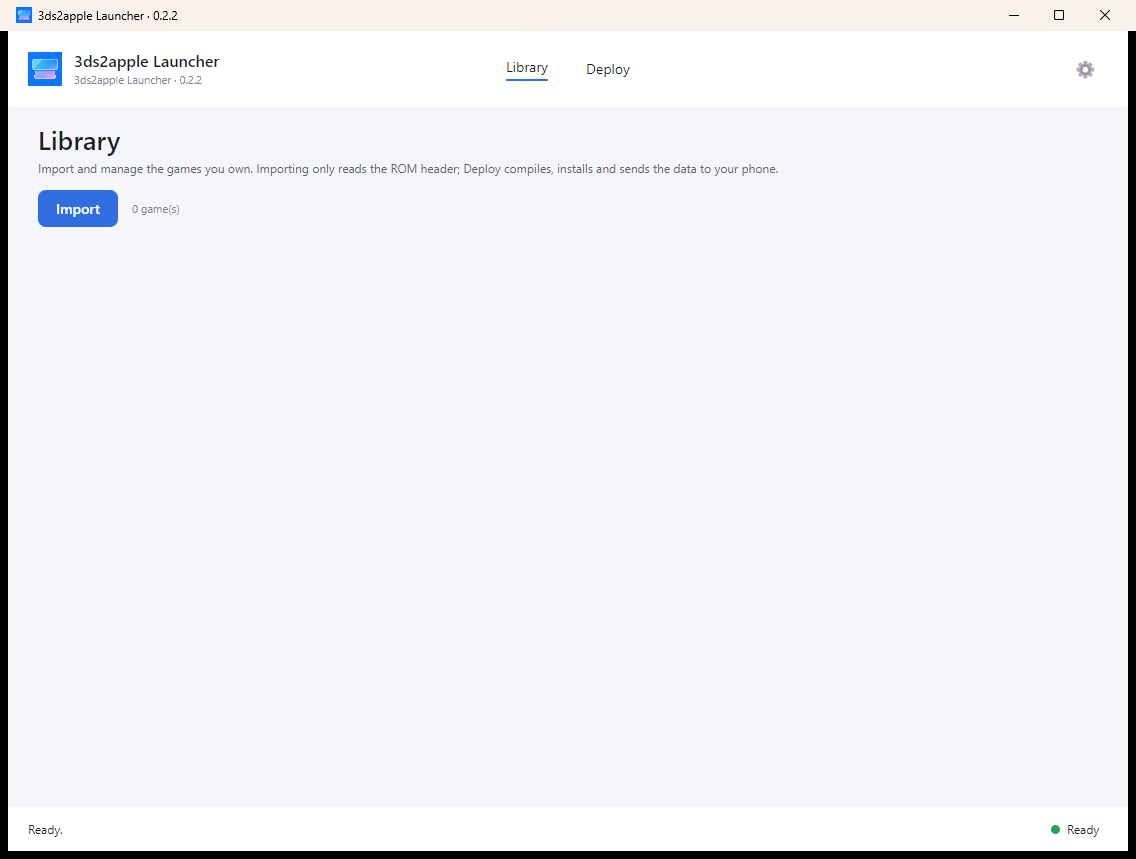 3ds2apple Launcher · 0.2.2
3ds2apple Launcher
3ds2apple Launcher · 0.2.2
Library
Deploy
Library
Import and manage the games you own. Importing only reads the ROM header; Deploy compiles, installs and sends the data to your phone.
Import
0 game(s)
Ready.
Ready